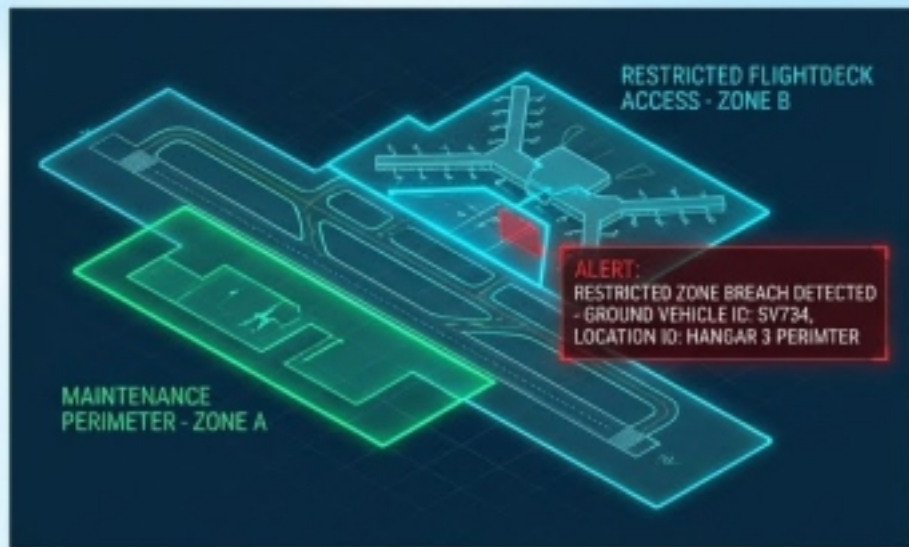 RESTRICTED FLIGHTDECK
ACCESS - ZONE B
ALERT:
RESTRICTED ZONE BREACH DETECTED
- GROUND VEHICLE IC: SV734,
LOCATION IO: HANGAR 3 PERIMTER
MAINTENANCE
PERIMETER - ZONE A